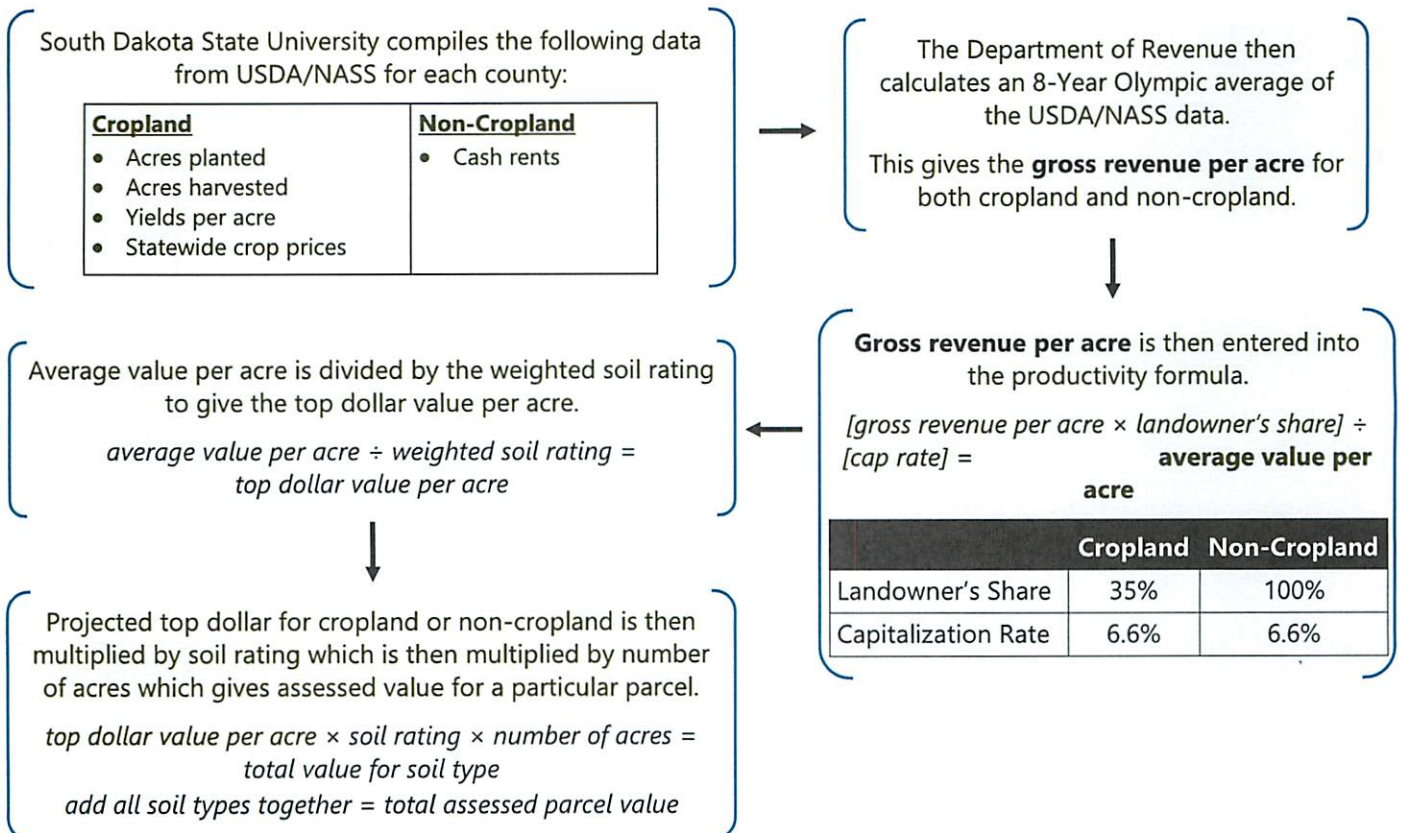 South Dakota State University compiles the following data
from USDA/NASS for each county:
Cropland
• Acres planted
• Acres harvested
• Yields per acre
• Statewide crop prices
Non-Cropland
• Cash rents
The Department of Revenue then
calculates an 8-Year Olympic average of
the USDA/NASS data.
This gives the gross revenue per acre for
both cropland and non-cropland.
Gross revenue per acre is then entered into
the productivity formula.
[gross revenue per acre × landowner's share] ÷
[cap rate] = average value per
acre
Cropland Non-Cropland
Landowner's Share 35% 100%
Capitalization Rate 6.6% 6.6%
Average value per acre is divided by the weighted soil rating
to give the top dollar value per acre.
average value per acre ÷ weighted soil rating =
top dollar value per acre
Projected top dollar for cropland or non-cropland is then
multiplied by soil rating which is then multiplied by number
of acres which gives assessed value for a particular parcel.
top dollar value per acre × soil rating × number of acres =
total value for soil type
add all soil types together = total assessed parcel value